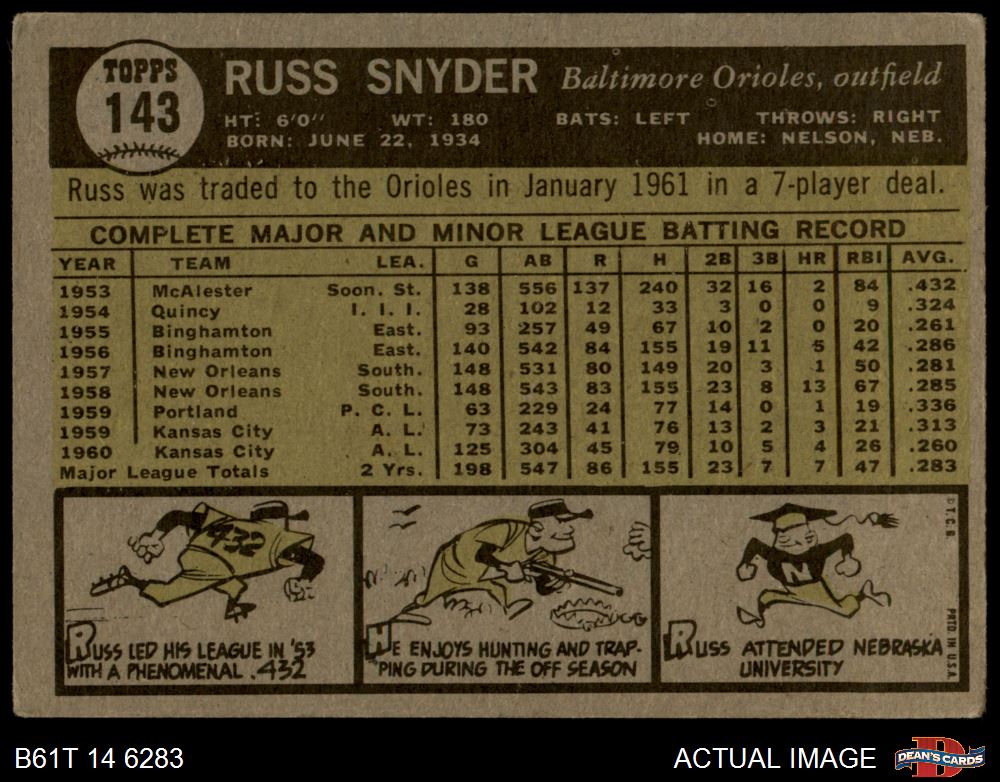 TOPPS
143
RUSS SNYDER Baltimore Orioles, outfield
HT: 6'0" WT: 180 BATS: LEFT THROWS: RIGHT
BORN: JUNE 22, 1934 HOME: NELSON, NEB.
Russ was traded to the Orioles in January 1961 in a 7-player deal.
COMPLETE MAJOR AND MINOR LEAGUE BATTING RECORD
YEAR TEAM LEA. G AB R H 2B 3B HR RBI AVG.
1953 McAlester Soon. St. 138 556 137 240 32 16 2 84 .432
1954 Quincy I. I. I. 28 102 12 33 3 0 0 9 .324
1955 Binghamton East. 93 257 49 67 10 2 0 20 .261
1956 Binghamton East. 140 542 84 155 19 11 5 42 .286
1957 New Orleans South. 148 531 80 149 20 3 1 50 .281
1958 New Orleans South. 148 543 83 155 23 8 13 67 .285
1959 Portland P. C. L. 63 229 24 77 14 0 1 19 .336
1959 Kansas City A. L. 73 243 41 76 13 2 3 21 .313
1960 Kansas City A. L. 125 304 45 79 10 5 4 26 .260
Major League Totals 2 Yrs. 198 547 86 155 23 7 7 47 .283
432
RUSS LED HIS LEAGUE IN '53
WITH A PHENOMENAL .432
HE ENJOYS HUNTING AND TRAP-
PING DURING THE OFF SEASON
N
RUSS ATTENDED NEBRASKA
UNIVERSITY
©T.C.G.
PRTD. IN U.S.A.
B61T 14 6283
ACTUAL IMAGE
D
DEAN'S CARDS